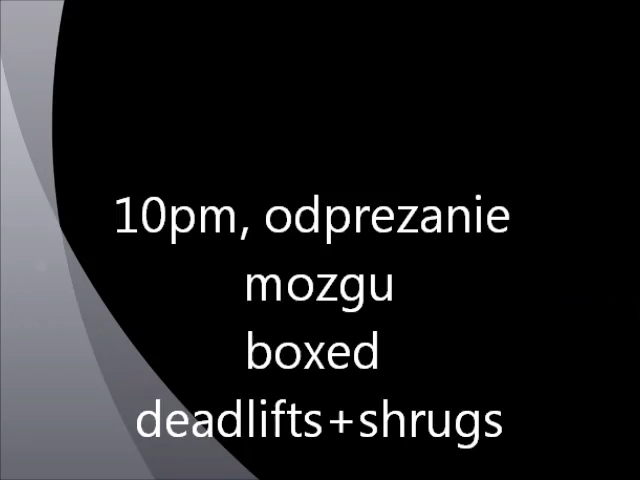 10pm, odprezanie
mozgu
boxed
deadlifts+shrugs